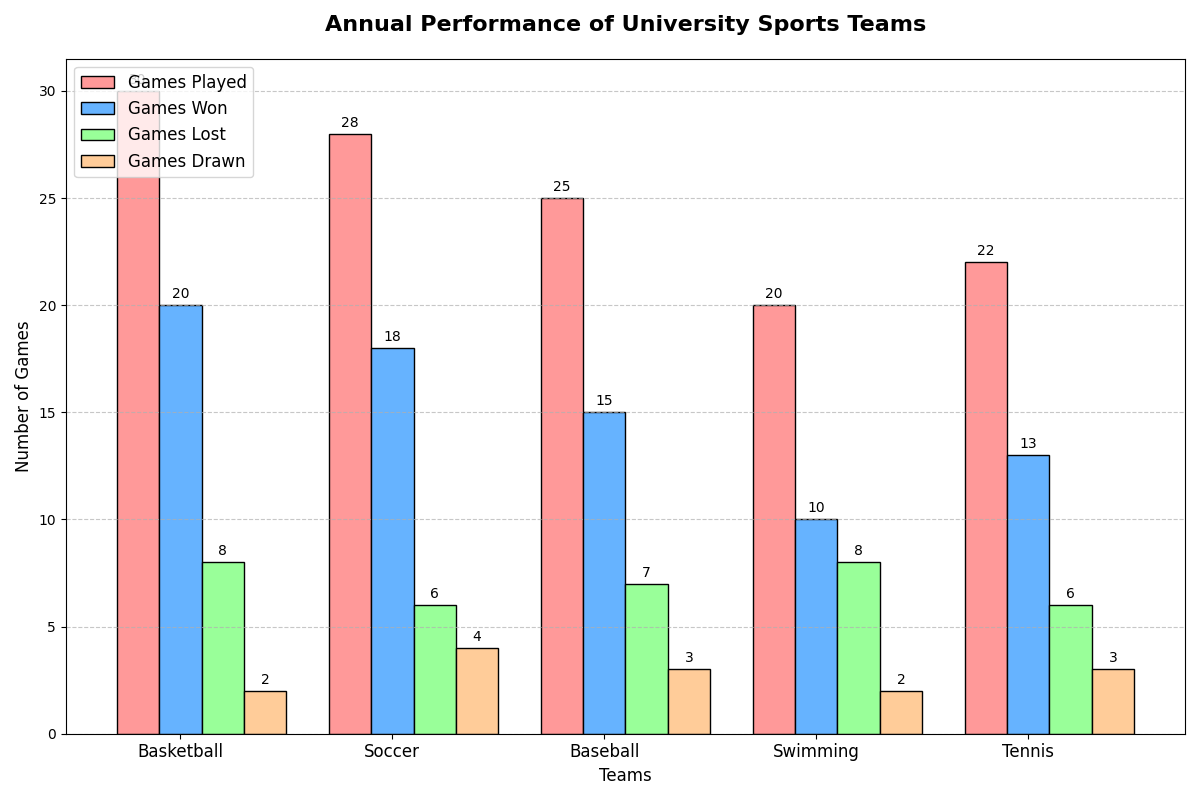 Annual Performance of University Sports Teams
Games Played
Games Won
Games Lost
Games Drawn
30
25
20
15
10
5
0
Number of Games
20
8
2
28
18
6
4
25
15
7
3
20
10
8
2
22
13
6
3
Basketball
Soccer
Baseball
Swimming
Tennis
Teams